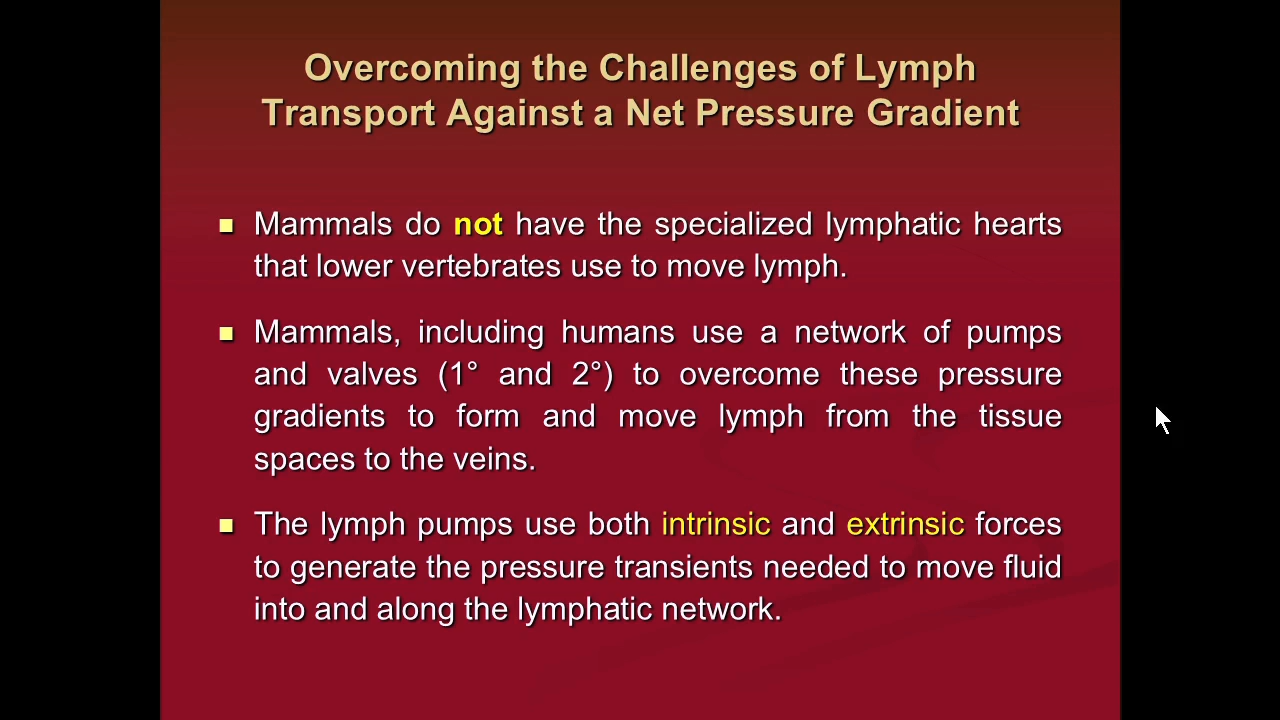 Overcoming the Challenges of Lymph
Transport Against a Net Pressure Gradient
Mammals do not have the specialized lymphatic hearts
that lower vertebrates use to move lymph.
Mammals, including humans use a network of pumps
and valves (1° and 2°) to overcome these pressure
gradients to form and move lymph from the tissue
spaces to the veins.
The lymph pumps use both intrinsic and extrinsic forces
to generate the pressure transients needed to move fluid
into and along the lymphatic network.